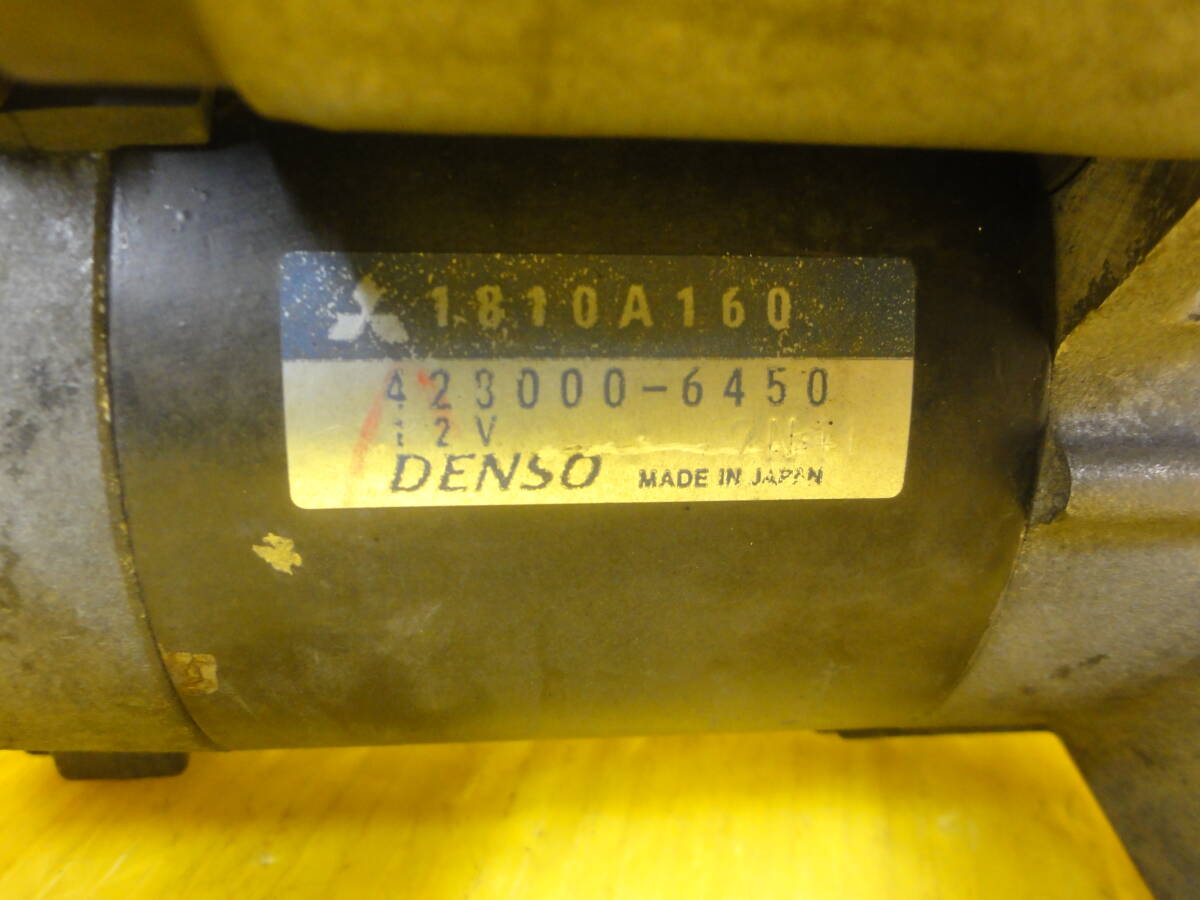 1810A160
423000-6450
12V
DENSO MADE IN JAPAN